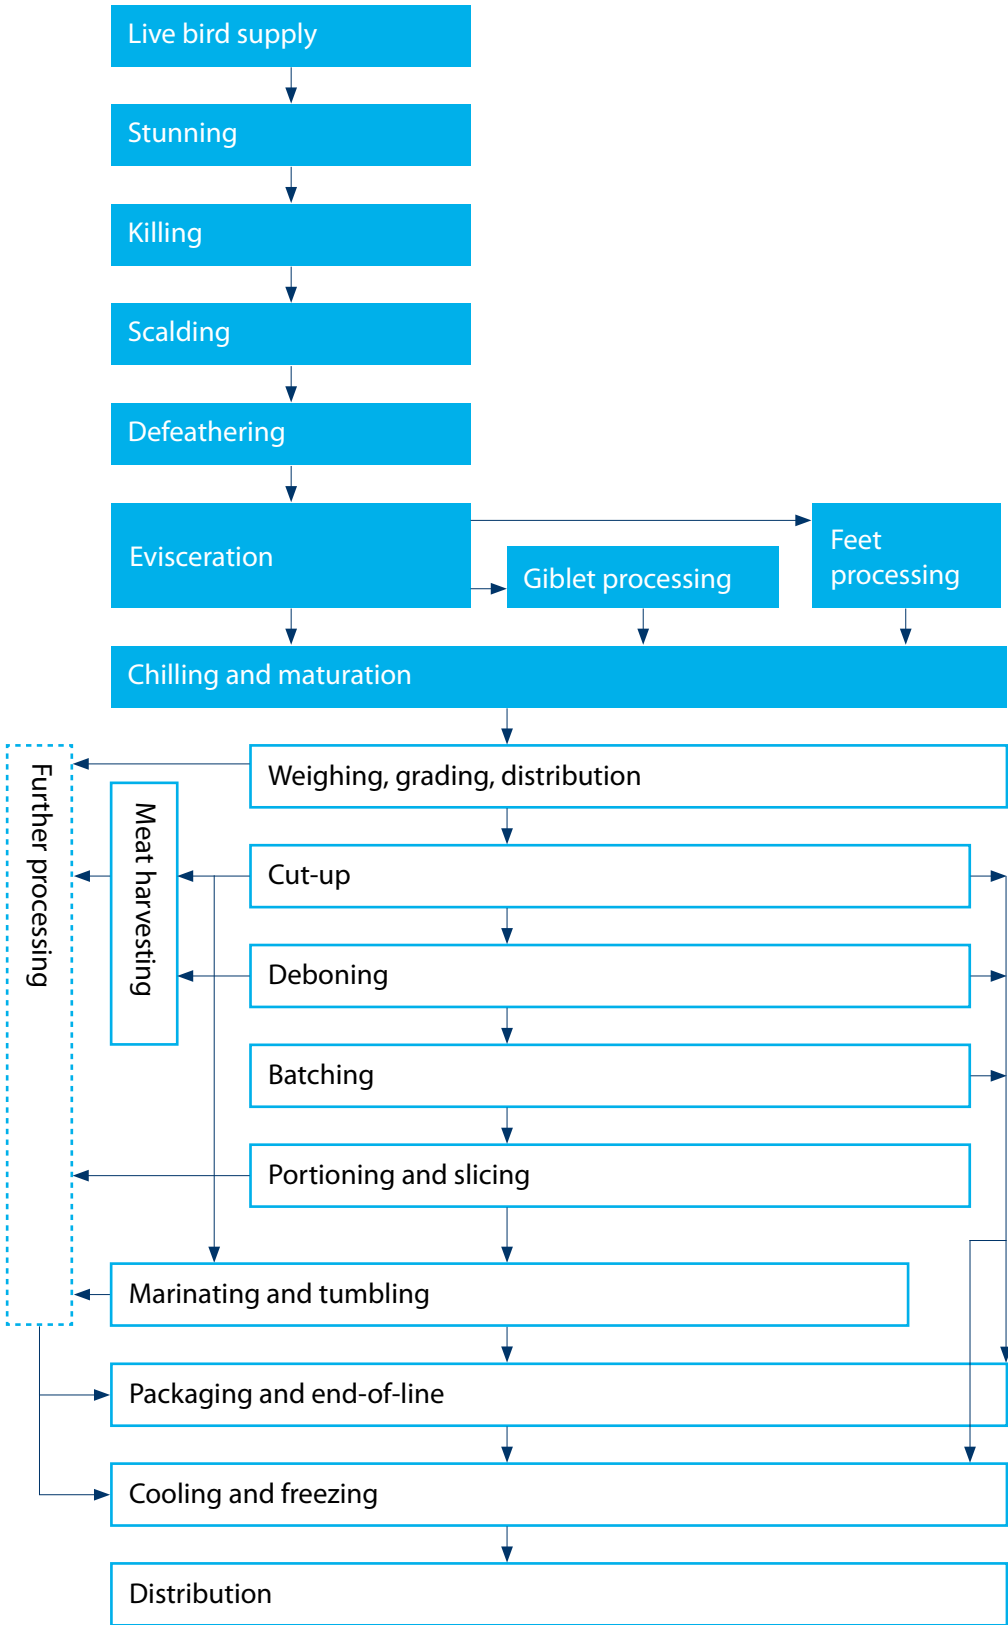 Live bird supply
Stunning
Killing
Scalding
Defeathering
Evisceration
Giblet processing
Feet
processing
Chilling and maturation
Further processing
Meat harvesting
Weighing, grading, distribution
Cut-up
Deboning
Batching
Portioning and slicing
Marinating and tumbling
Packaging and end-of-line
Cooling and freezing
Distribution